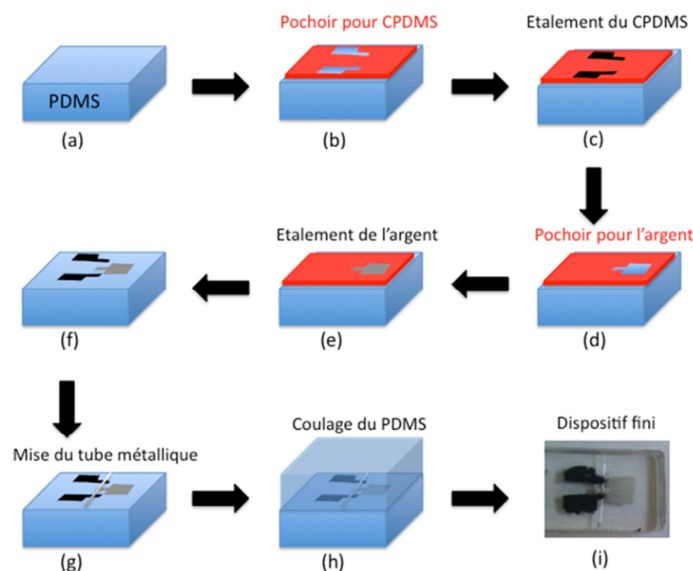 Pochoir pour CPDMS
Etalement du CPDMS
PDMS
(a)
(b)
(c)
Etalement de l’argent
Pochoir pour l’argent
(f)
(e)
(d)
Mise du tube métallique
Coulage du PDMS
Dispositif fini
(g)
(h)
(i)